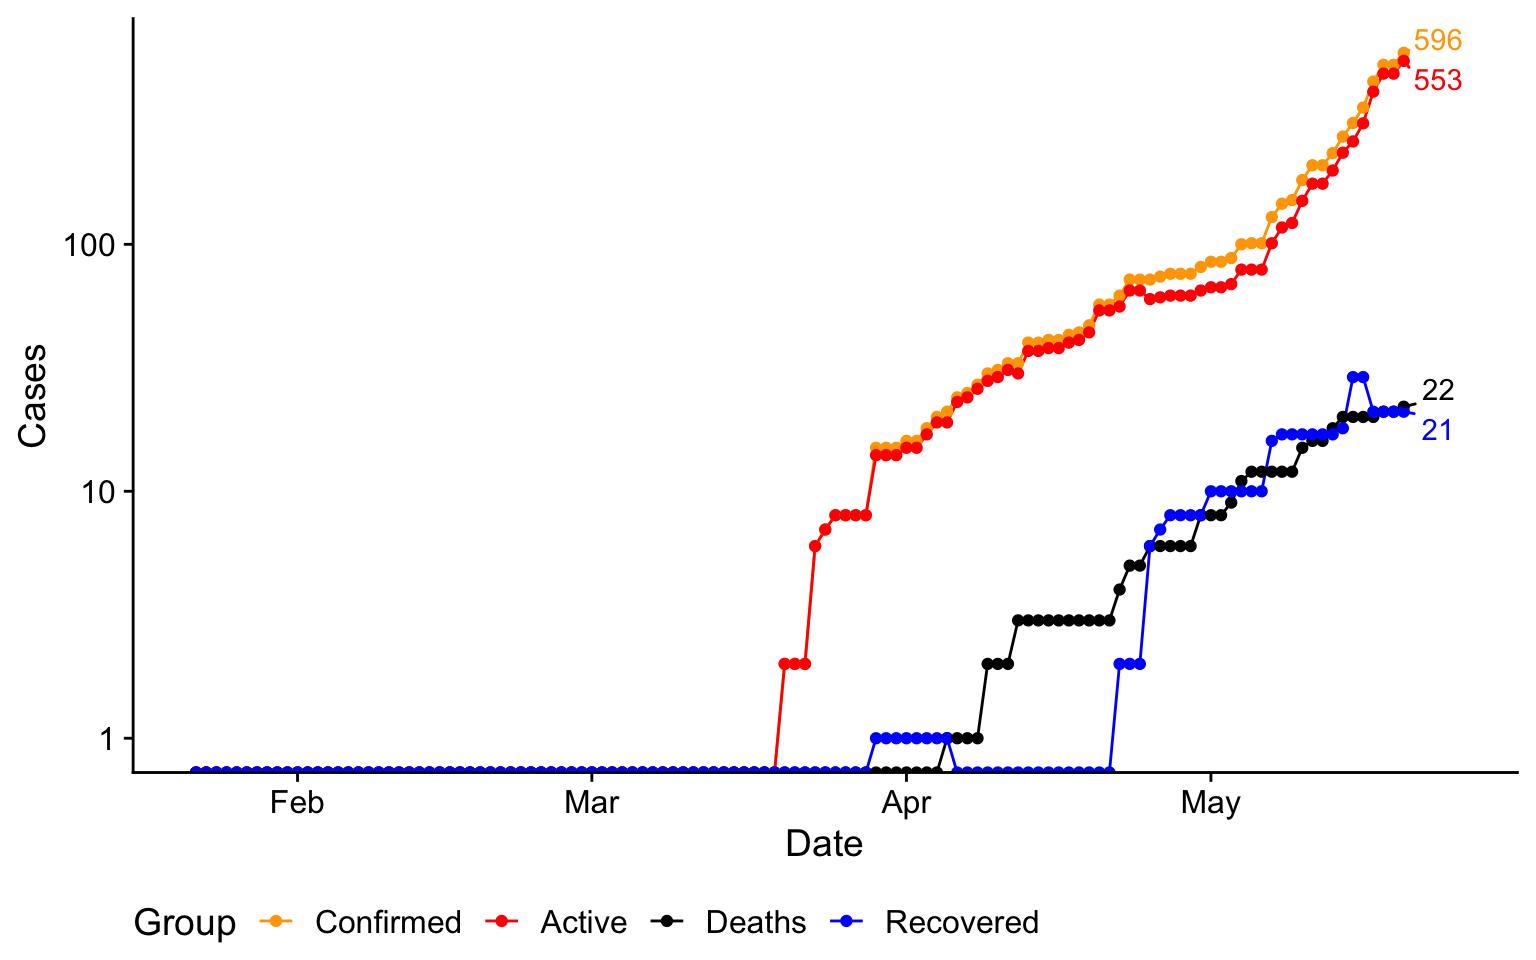 596
553
100
22
21
Cases
10
1
Feb Mar Apr May
Date
Group Confirmed Active Deaths Recovered